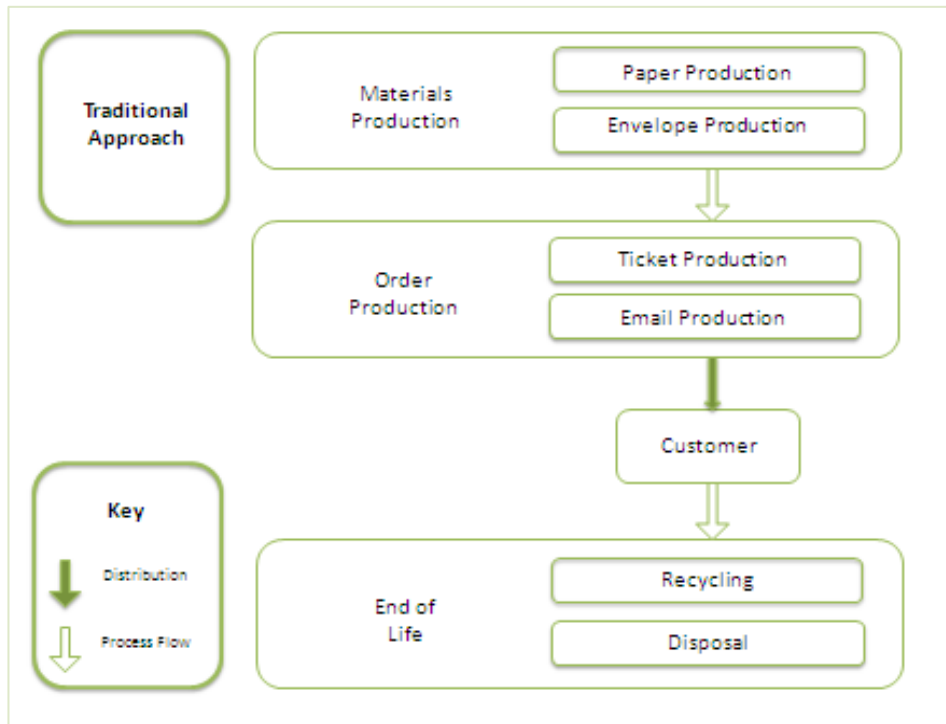 Traditional
Approach
Materials
Production
Paper Production
Envelope Production
Order
Production
Ticket Production
Email Production
Customer
Key
Distribution
Process Flow
End of
Life
Recycling
Disposal